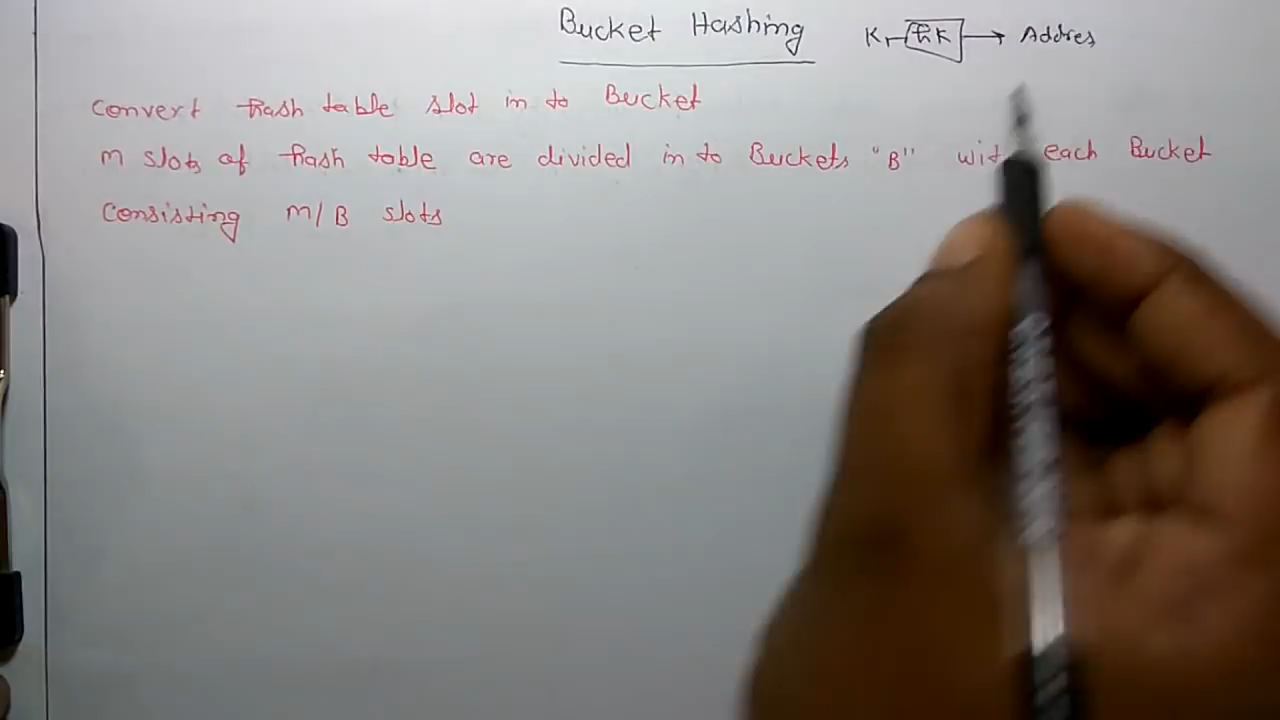 Bucket Hashing
K hK Addres
Convert Hash table slot in to Bucket
M slots of Hash table are divided in to Buckets "B" with each Bucket
Consisting M/B slots